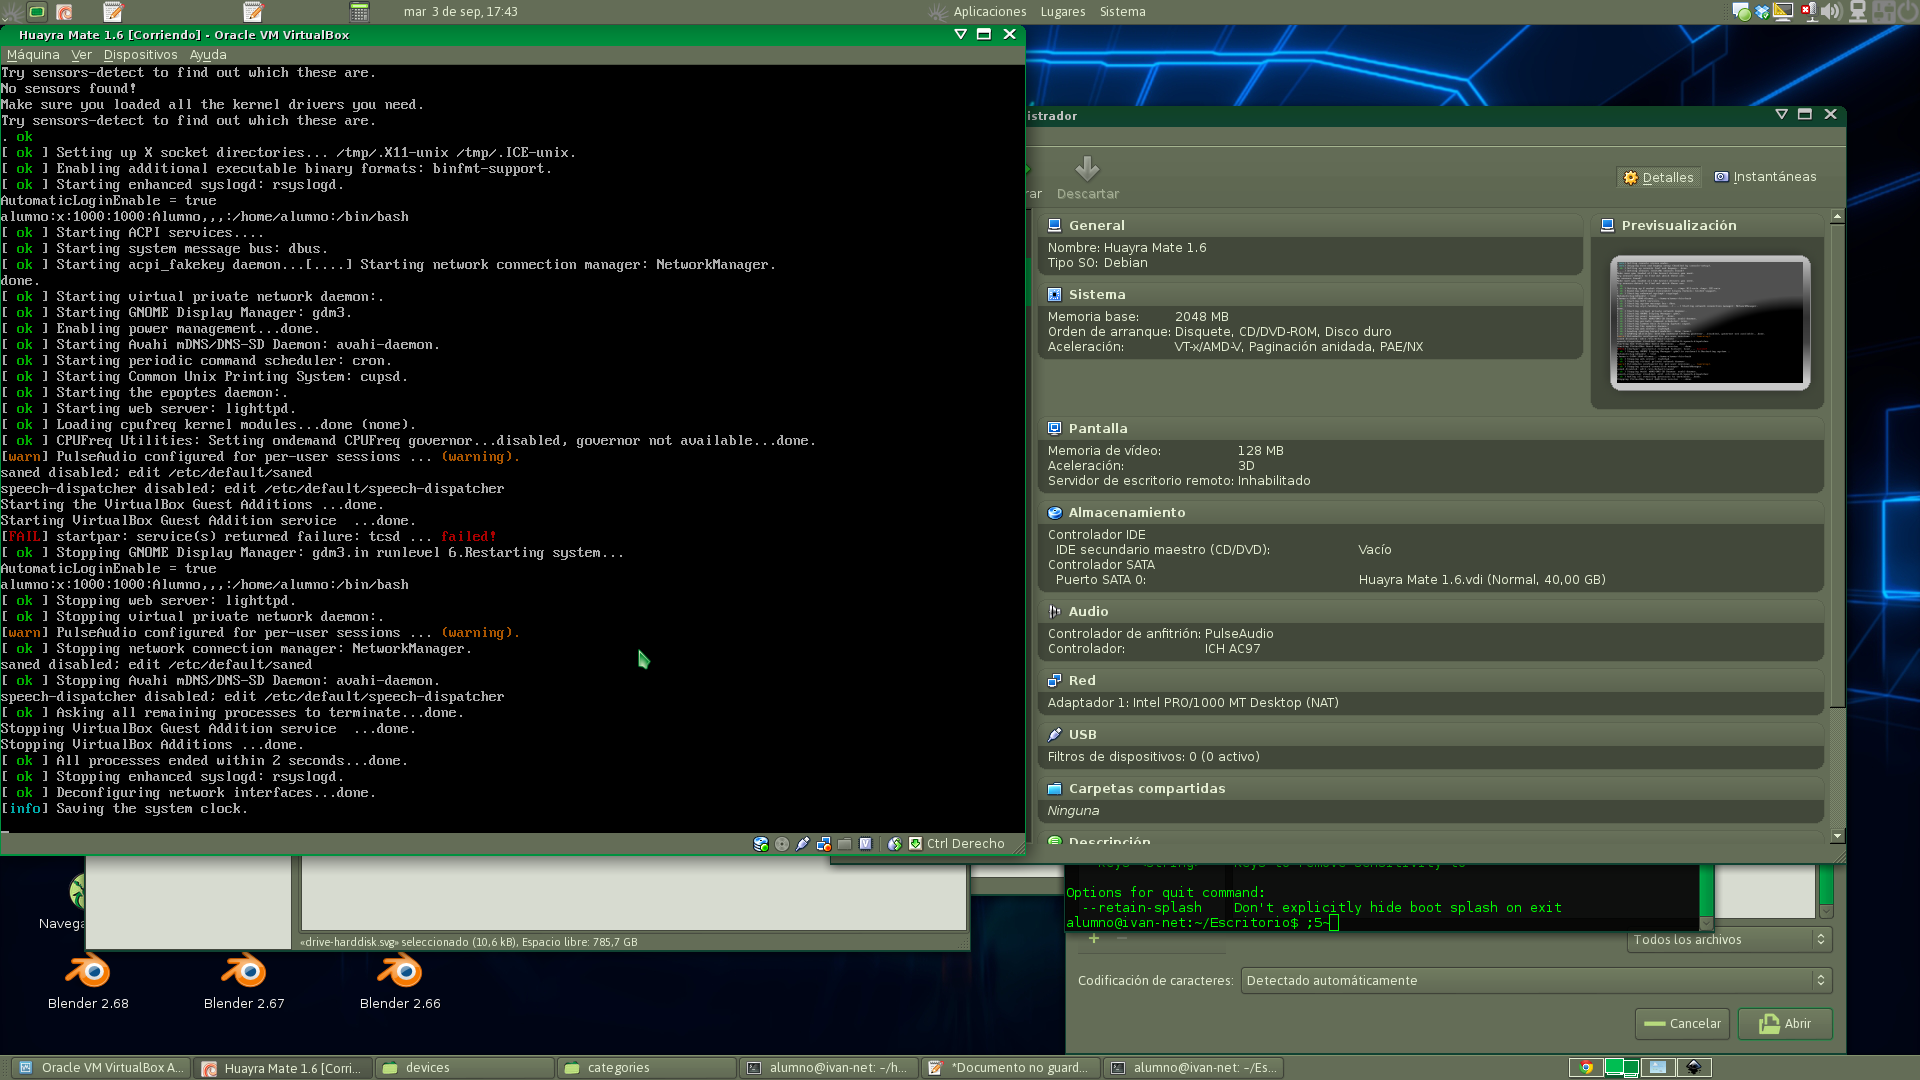 mar  3 de sep, 17:43
Aplicaciones
Lugares
Sistema
Huayra Mate 1.6 [Corriendo] - Oracle VM VirtualBox
Máquina Ver Dispositivos Ayuda
Try sensors-detect to find out which these are.
No sensors found!
Make sure you loaded all the kernel drivers you need.
Try sensors-detect to find out which these are.
. ok
[ ok ] Setting up X socket directories... /tmp/.X11-unix /tmp/.ICE-unix.
[ ok ] Enabling additional executable binary formats: binfmt-support.
[ ok ] Starting enhanced syslogd: rsyslogd.
AutomaticLoginEnable = true
alumno:x:1000:1000:Alumno,,,:/home/alumno:/bin/bash
[ ok ] Starting ACPI services....
[ ok ] Starting system message bus: dbus.
[ ok ] Starting acpi_fakekey daemon...[....] Starting network connection manager: NetworkManager.
done.
[ ok ] Starting virtual private network daemon:.
[ ok ] Starting GNOME Display Manager: gdm3.
[ ok ] Enabling power management...done.
[ ok ] Starting Avahi mDNS/DNS-SD Daemon: avahi-daemon.
[ ok ] Starting periodic command scheduler: cron.
[ ok ] Starting Common Unix Printing System: cupsd.
[ ok ] Starting the epoptes daemon:.
[ ok ] Starting web server: lighttpd.
[ ok ] Loading cpufreq kernel modules...done (none).
[ ok ] CPUFreq Utilities: Setting ondemand CPUFreq governor...disabled, governor not available...done.
[warn] PulseAudio configured for per-user sessions ... (warning).
saned disabled; edit /etc/default/saned
speech-dispatcher disabled; edit /etc/default/speech-dispatcher
Starting the VirtualBox Guest Additions ...done.
Starting VirtualBox Guest Addition service  ...done.
[FAIL] startpar: service(s) returned failure: tcsd ... failed!
[ ok ] Stopping GNOME Display Manager: gdm3.in runlevel 6.Restarting system...
AutomaticLoginEnable = true
alumno:x:1000:1000:Alumno,,,:/home/alumno:/bin/bash
[ ok ] Stopping web server: lighttpd.
[ ok ] Stopping virtual private network daemon:.
[warn] PulseAudio configured for per-user sessions ... (warning).
[ ok ] Stopping network connection manager: NetworkManager.
saned disabled; edit /etc/default/saned
[ ok ] Stopping Avahi mDNS/DNS-SD Daemon: avahi-daemon.
speech-dispatcher disabled; edit /etc/default/speech-dispatcher
[ ok ] Asking all remaining processes to terminate...done.
Stopping VirtualBox Guest Addition service  ...done.
Stopping VirtualBox Additions ...done.
[ ok ] All processes ended within 2 seconds...done.
[ ok ] Stopping enhanced syslogd: rsyslogd.
[ ok ] Deconfiguring network interfaces...done.
[info] Saving the system clock.
Ctrl Derecho
istrador
rar
Descartar
Detalles
Instantáneas
General
Nombre: Huayra Mate 1.6
Tipo SO: Debian
Previsualización
Sistema
Memoria base: 2048 MB
Orden de arranque: Disquete, CD/DVD-ROM, Disco duro
Aceleración: VT-x/AMD-V, Paginación anidada, PAE/NX
Pantalla
Memoria de vídeo: 128 MB
Aceleración: 3D
Servidor de escritorio remoto: Inhabilitado
Almacenamiento
Controlador IDE
IDE secundario maestro (CD/DVD): Vacío
Controlador SATA
Puerto SATA 0: Huayra Mate 1.6.vdi (Normal, 40,00 GB)
Audio
Controlador de anfitrión: PulseAudio
Controlador: ICH AC97
Red
Adaptador 1: Intel PRO/1000 MT Desktop (NAT)
USB
Filtros de dispositivos: 0 (0 activo)
Carpetas compartidas
Ninguna
Descripción
Options for quit command:
--retain-splash    Don't explicitly hide boot splash on exit
alumno@ivan-net:~/Escritorio$ ;5~
Todos los archivos
Codificación de caracteres: Detectado automáticamente
Cancelar
Abrir
Navega
«drive-harddisk.svg» seleccionado (10,6 kB), Espacio libre: 785,7 GB
Blender 2.68
Blender 2.67
Blender 2.66
Oracle VM VirtualBox A...
Huayra Mate 1.6 [Corri...
devices
categories
alumno@ivan-net: ~/h...
*Documento no guard...
alumno@ivan-net: ~/Es...